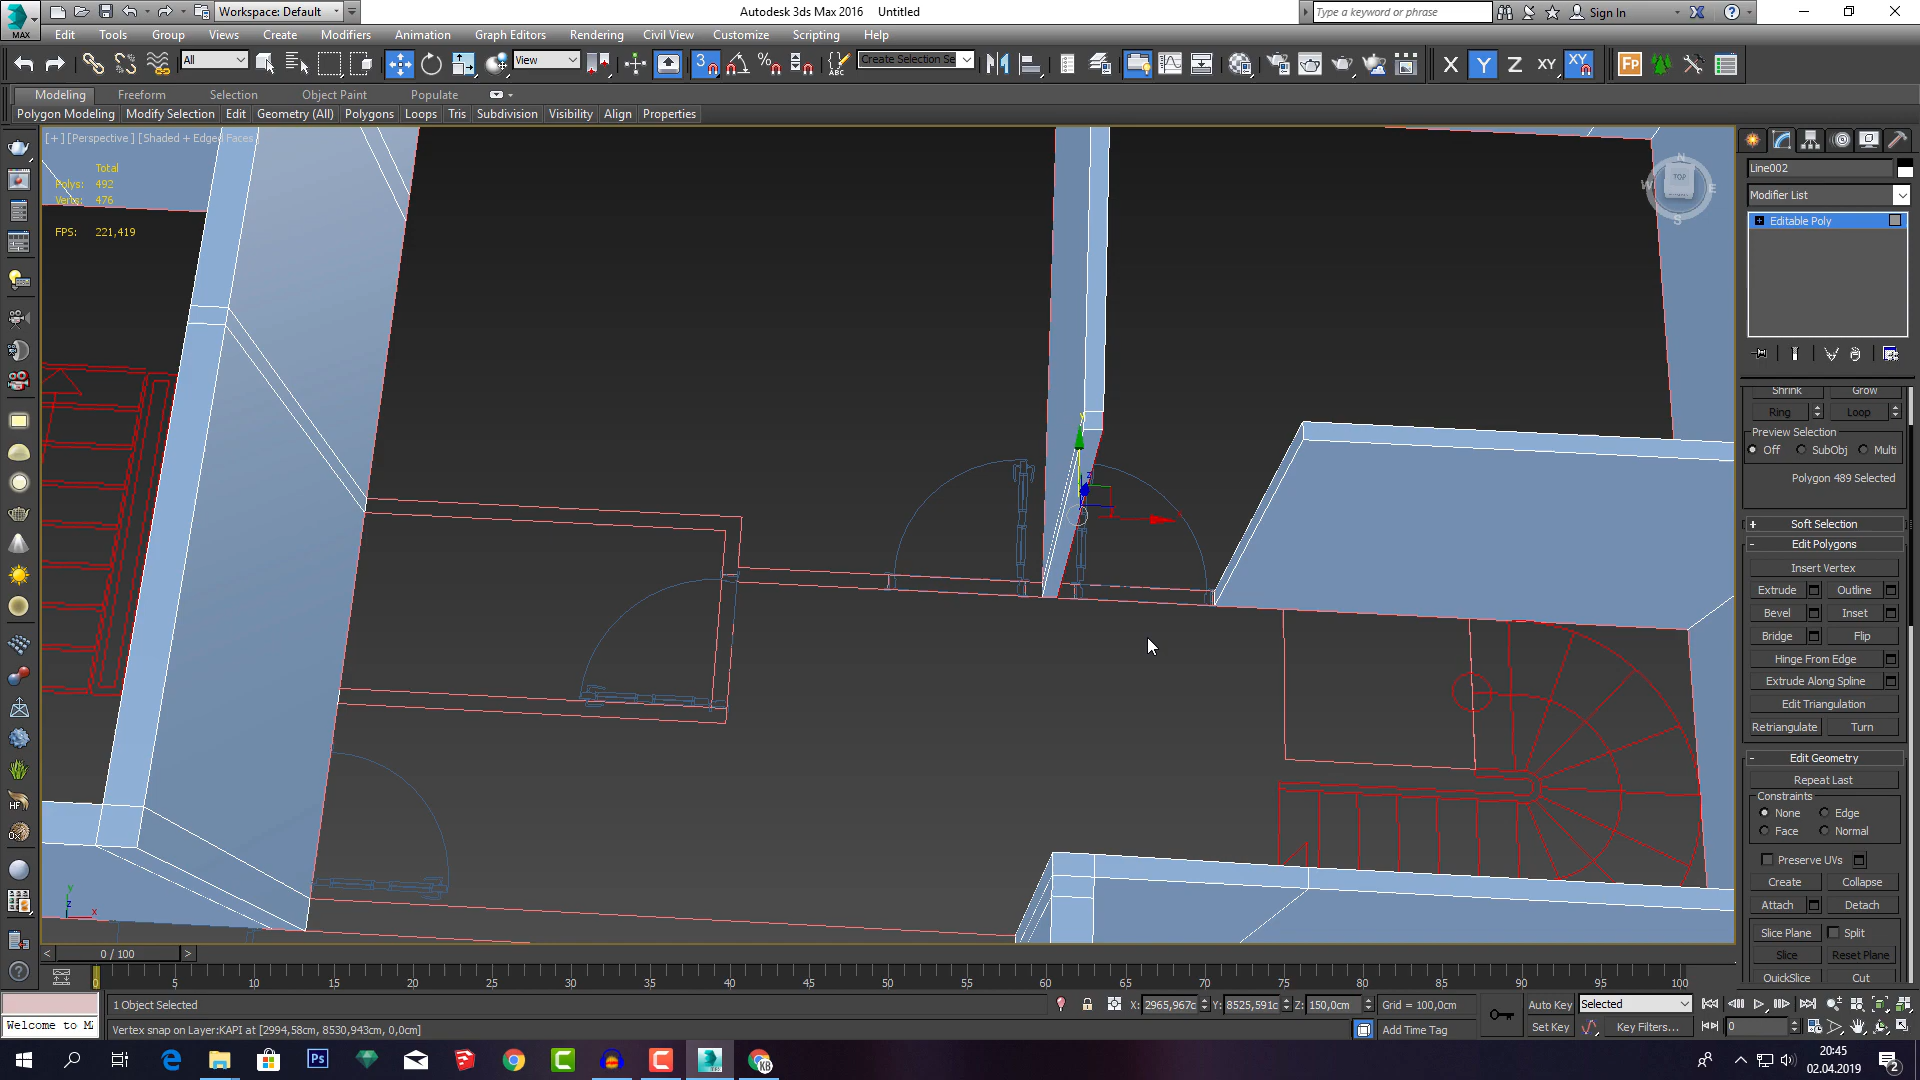 Workspace: Default
Autodesk 3ds Max 2016 Untitled
Type a keyword or phrase
Sign In
MAX
Edit Tools Group Views Create Modifiers Animation Graph Editors Rendering Civil View Customize Scripting Help
All
View
3
Create Selection Se
X Y Z XY XY
Modeling Freeform Selection Object Paint Populate
Polygon Modeling Modify Selection Edit Geometry (All) Polygons Loops Tris Subdivision Visibility Align Properties
[+] [Perspective] [Shaded + Edged Faces]
Total
Polys: 492
Verts: 476
FPS: 221,419
N
W TOP E
S
Line002
Modifier List
Editable Poly
Shrink Grow
Ring Loop
Preview Selection
Off SubObj Multi
Polygon 489 Selected
+ Soft Selection
- Edit Polygons
Insert Vertex
Extrude Outline
Bevel Inset
Bridge Flip
Hinge From Edge
Extrude Along Spline
Edit Triangulation
Retriangulate Turn
- Edit Geometry
Repeat Last
Constraints
None Edge
Face Normal
Preserve UVs
Create Collapse
Attach Detach
Slice Plane Split
Slice Reset Plane
QuickSlice Cut
y
z
x
< 0 / 100 >
0 5 10 15 20 25 30 35 40 45 50 55 60 65 70 75 80 85 90 95 100
1 Object Selected
X: 2965,967c Y: 8525,591c Z: 150,0cm Grid = 100,0cm
Auto Key Selected
Welcome to M
Vertex snap on Layer:KAPI at [2994,58cm, 8530,943cm, 0,0cm]
Add Time Tag
Set Key Key Filters...
0
20:45
02.04.2019
2